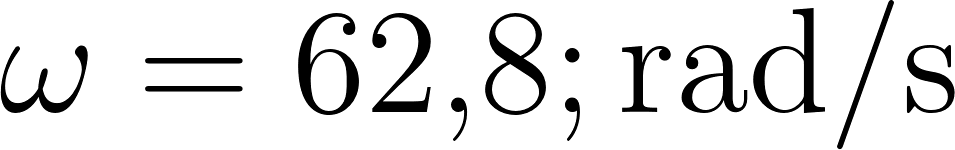 ω = 62,8; rad/s